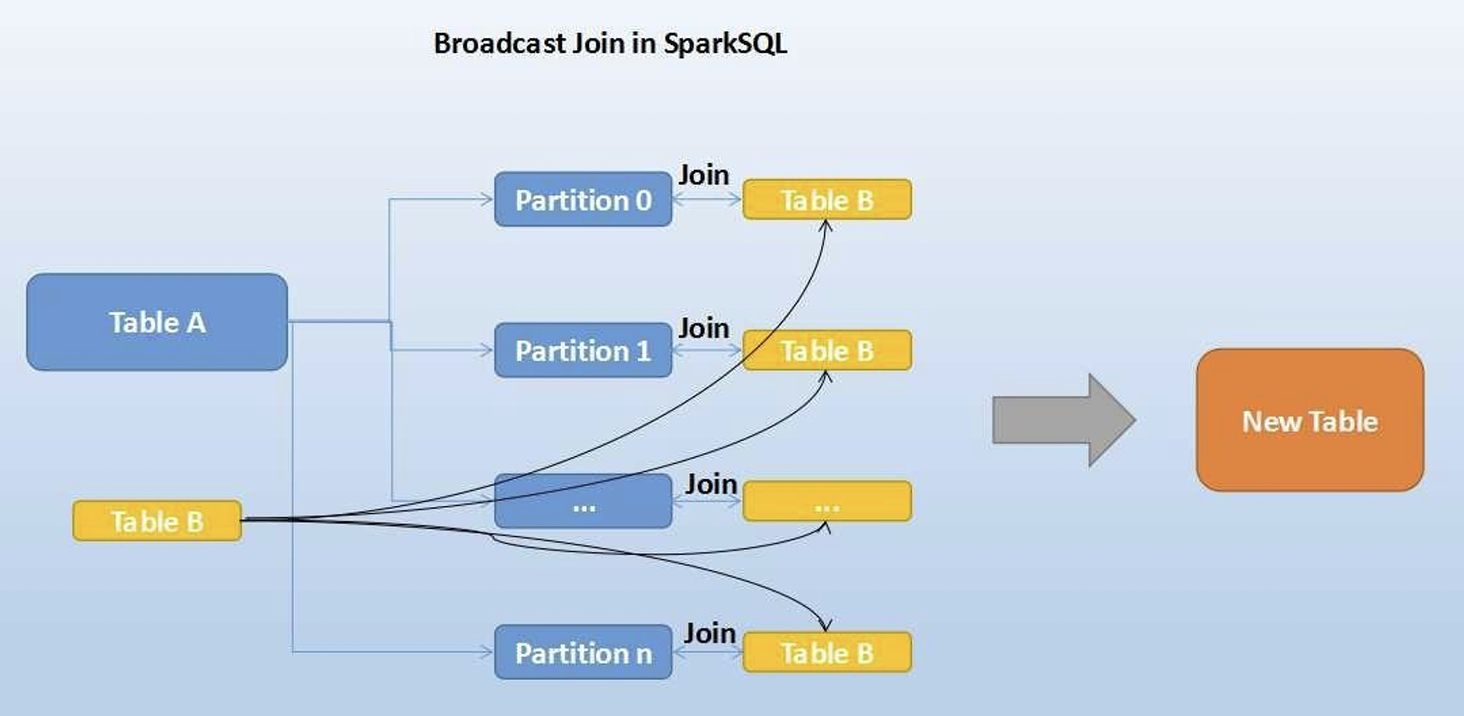 Broadcast Join in SparkSQL
Partition 0
Join
Table B
Table A
Partition 1
Join
Table B
New Table
Table B
...
Join
...
Partition n
Join
Table B